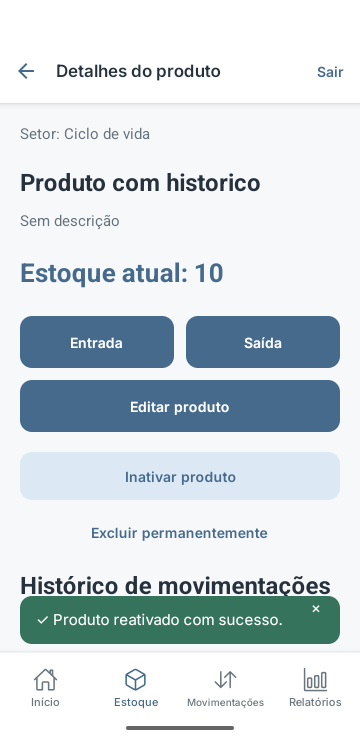 Detalhes do produto
Sair
Setor: Ciclo de vida
Produto com historico
Sem descrição
Estoque atual: 10
Entrada
Saída
Editar produto
Inativar produto
Excluir permanentemente
Histórico de movimentações
✓ Produto reativado com sucesso.
×
Início
Estoque
Movimentações
Relatórios